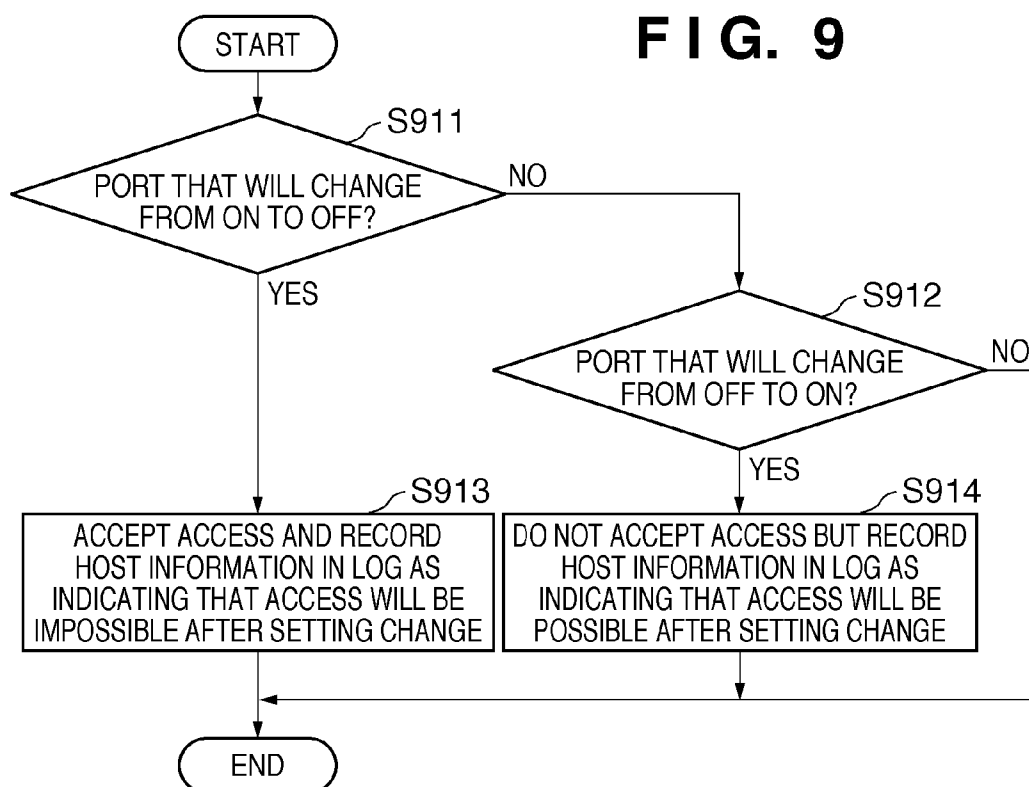 FIG. 9
START
S911
PORT THAT WILL CHANGE
FROM ON TO OFF?
NO
YES
S912
PORT THAT WILL CHANGE
FROM OFF TO ON?
NO
YES
S913
ACCEPT ACCESS AND RECORD
HOST INFORMATION IN LOG AS
INDICATING THAT ACCESS WILL BE
IMPOSSIBLE AFTER SETTING CHANGE
S914
DO NOT ACCEPT ACCESS BUT RECORD
HOST INFORMATION IN LOG AS
INDICATING THAT ACCESS WILL BE
POSSIBLE AFTER SETTING CHANGE
END